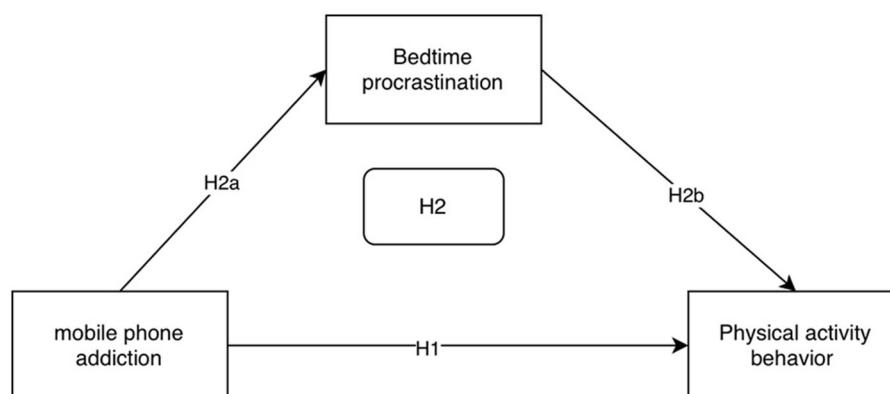 Bedtime
procrastination
H2a
H2
H2b
mobile phone
addiction
H1
Physical activity
behavior